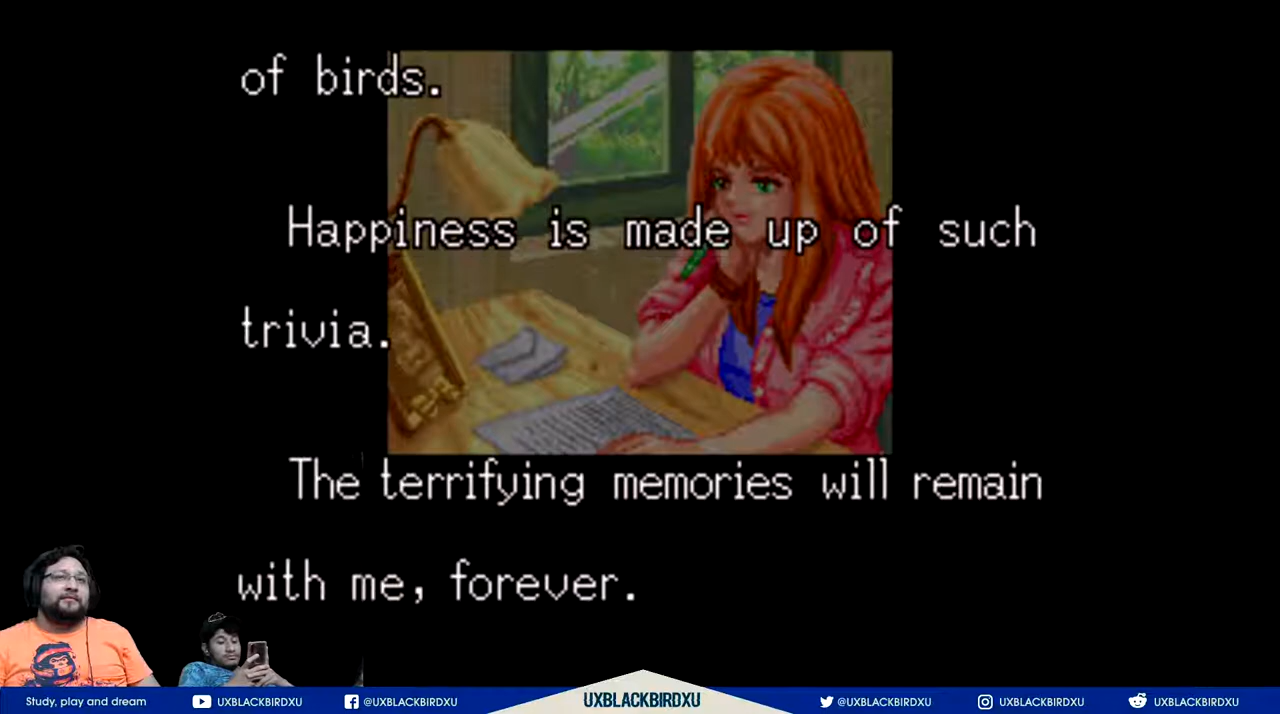 of birds.
Happiness is made up of such
trivia.
The terrifying memories will remain
with me, forever.
Study, play and dream
UXBLACKBIRDXU
@UXBLACKBIRDXU
UXBLACKBIRDXU
@UXBLACKBIRDXU
UXBLACKBIRDXU
UXBLACKBIRDXU